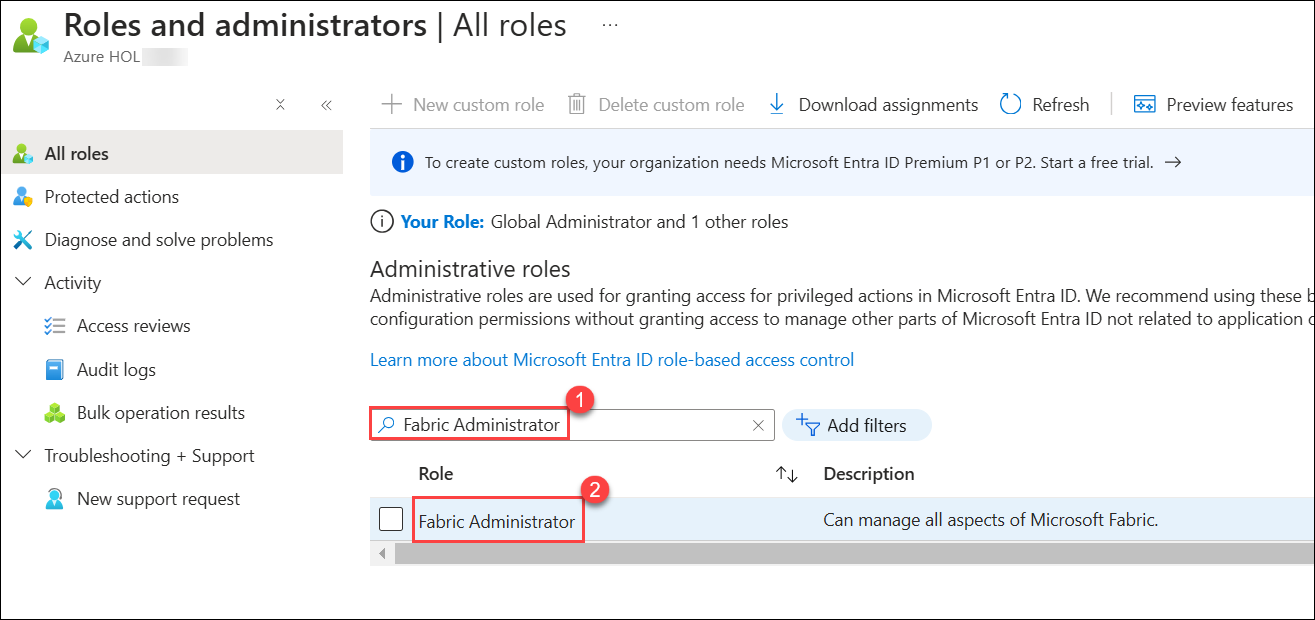 Roles and administrators | All roles ...
Azure HOL
New custom role Delete custom role Download assignments Refresh Preview features
All roles
Protected actions
Diagnose and solve problems
Activity
Access reviews
Audit logs
Bulk operation results
Troubleshooting + Support
New support request
To create custom roles, your organization needs Microsoft Entra ID Premium P1 or P2. Start a free trial. →
Your Role: Global Administrator and 1 other roles
Administrative roles
Administrative roles are used for granting access for privileged actions in Microsoft Entra ID. We recommend using these
configuration permissions without granting access to manage other parts of Microsoft Entra ID not related to application
Learn more about Microsoft Entra ID role-based access control
1
Fabric Administrator Add filters
Role Description
2
Fabric Administrator Can manage all aspects of Microsoft Fabric.